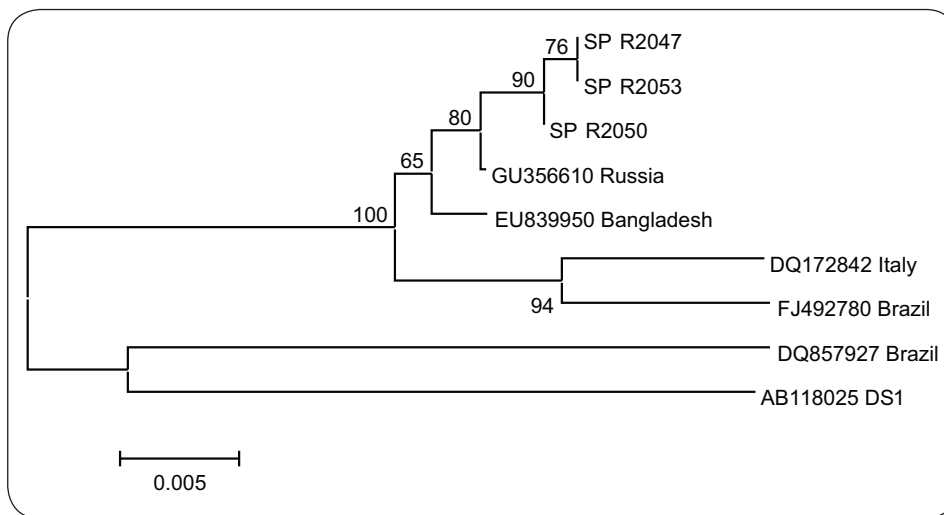 76
SP R2047
SP R2053
90
SP R2050
80
GU356610 Russia
65
EU839950 Bangladesh
100
DQ172842 Italy
94
FJ492780 Brazil
DQ857927 Brazil
AB118025 DS1
0.005